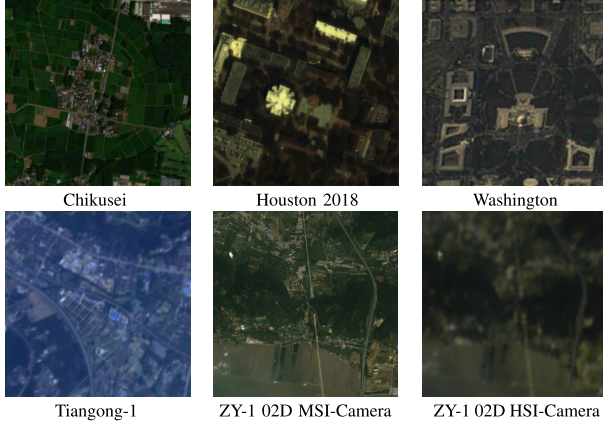 Chikusei
Houston 2018
Washington
Tiangong-1
ZY-1 02D MSI-Camera
ZY-1 02D HSI-Camera